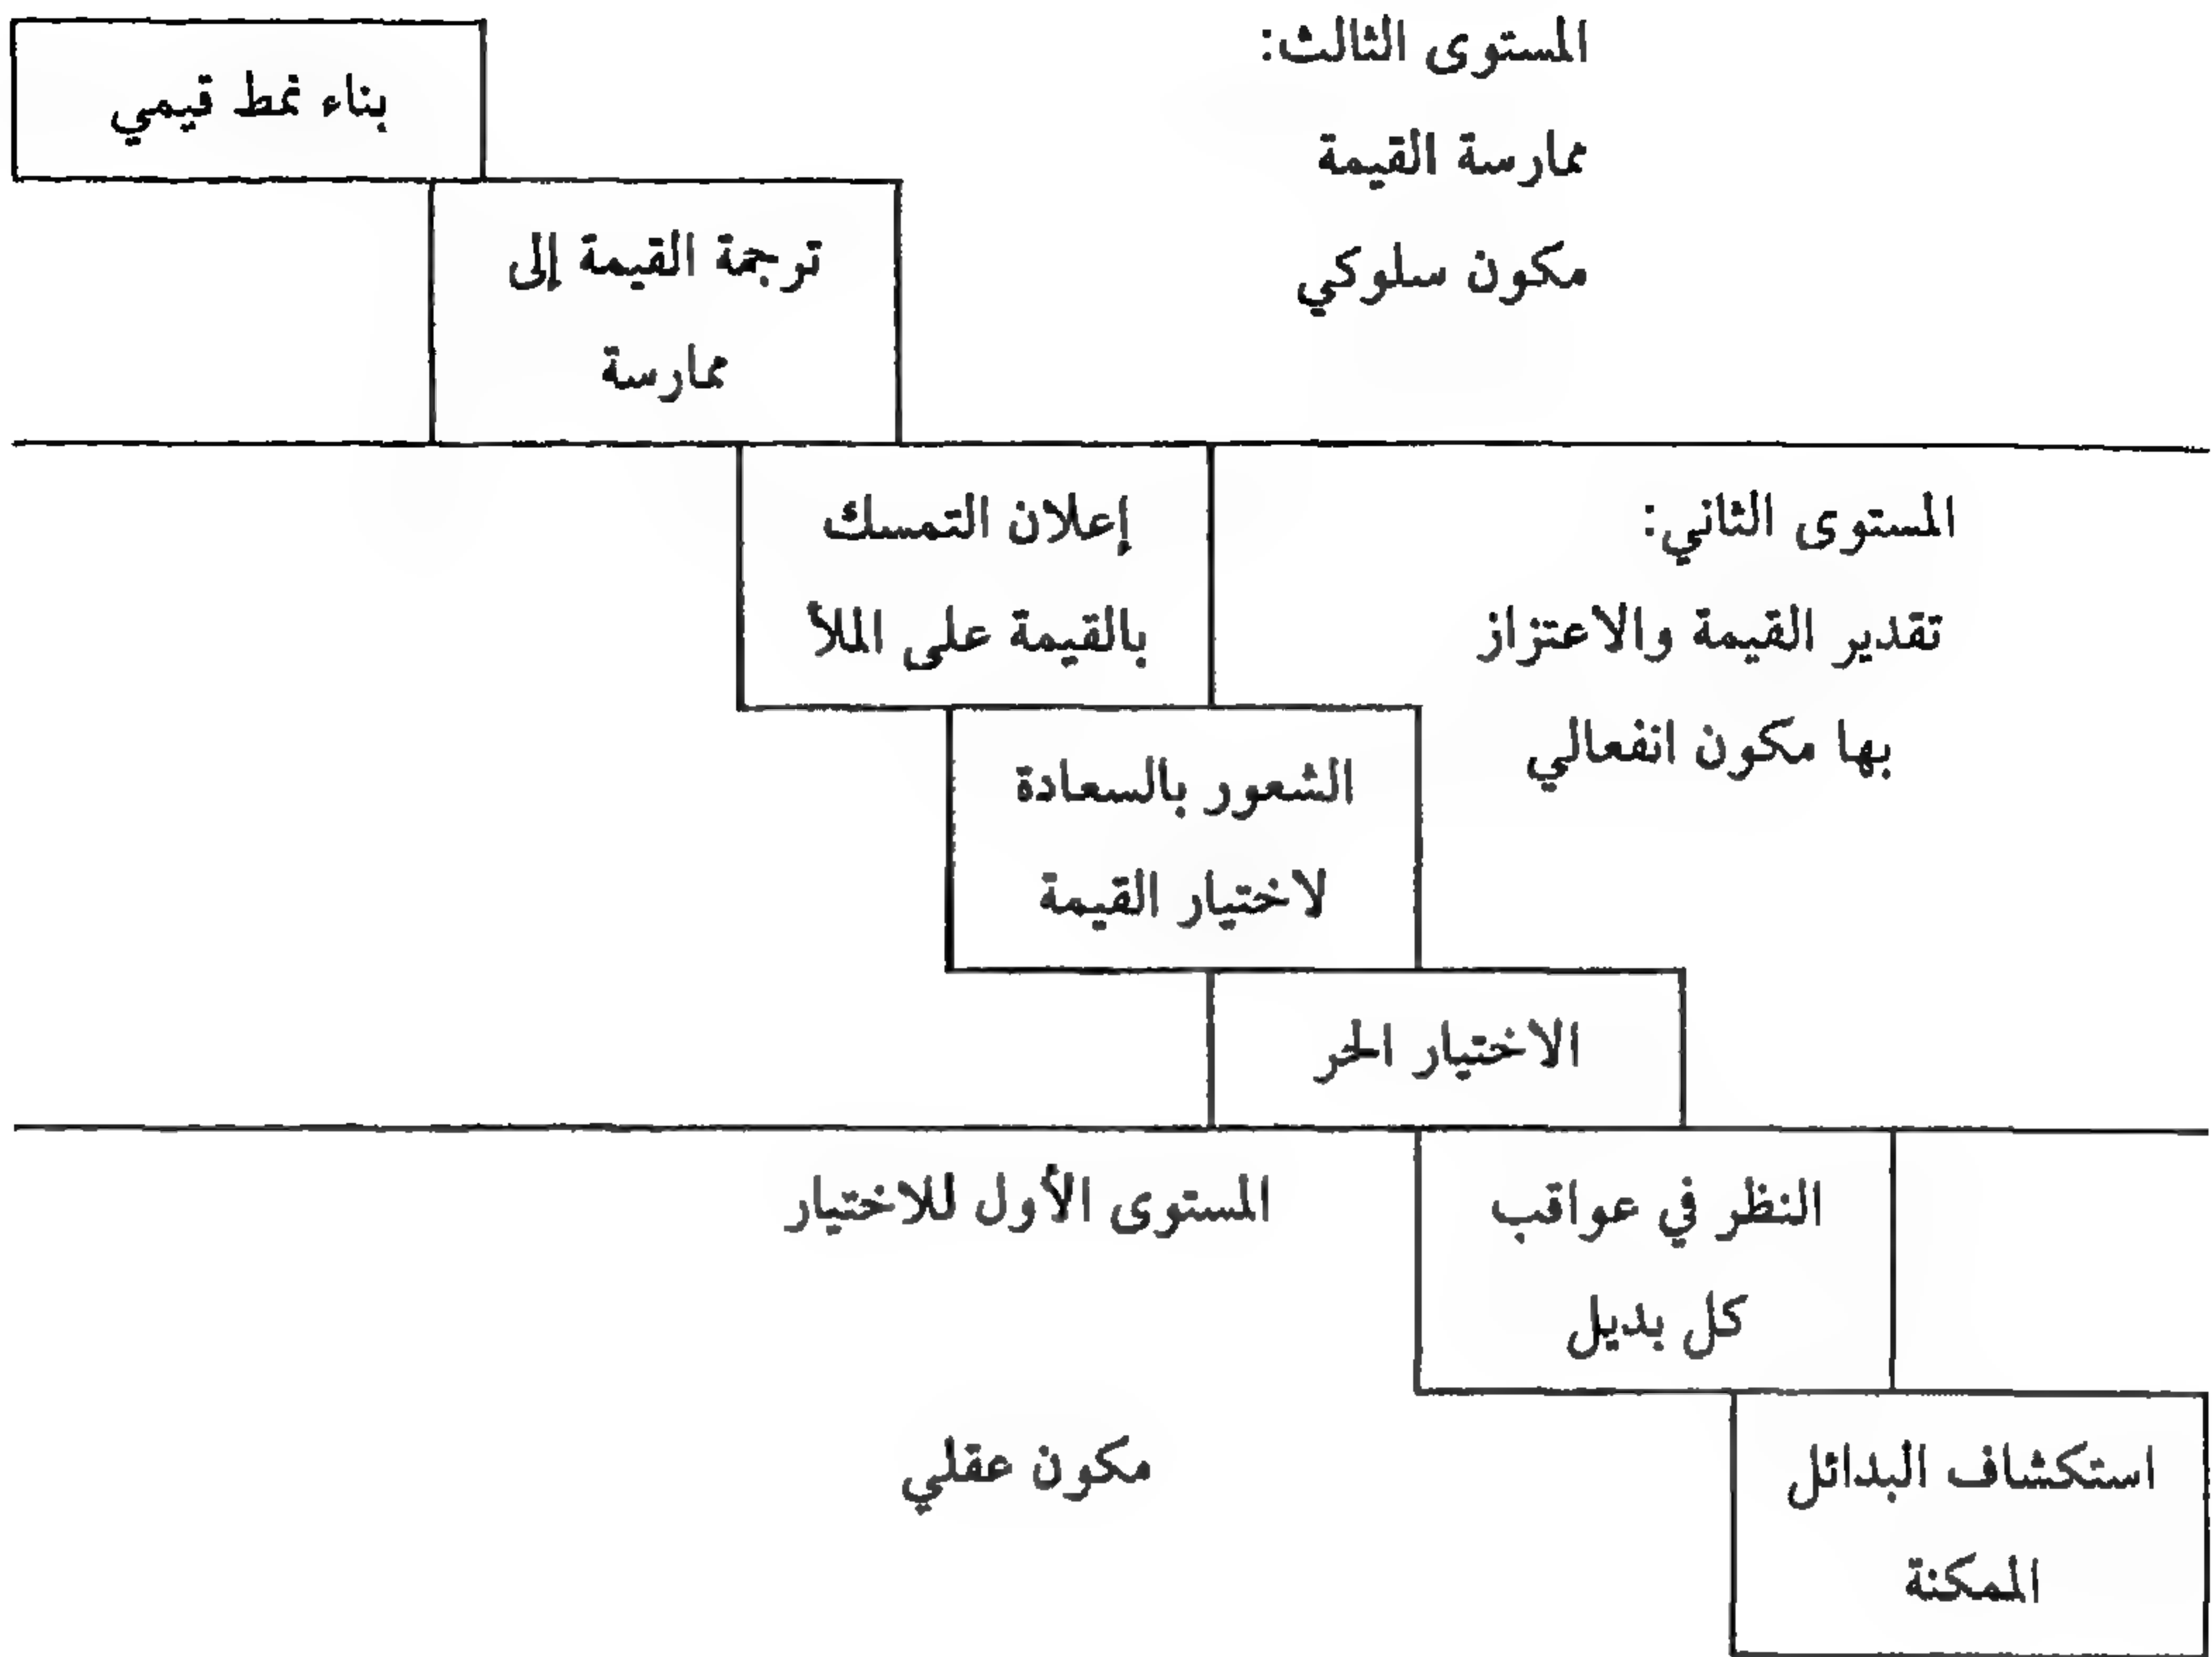 المستوى الثالث:
ممارسة القيمة
مكون سلوكي
بناء نمط قيمي
ترجمة القيمة إلى
ممارسة
المستوى الثاني:
تقدير القيمة والاعتزاز
بها مكون انفعالي
إعلان التمسك
بالقيمة على الملأ
الشعور بالسعادة
لاختيار القيمة
الاختيار الحر
النظر في عواقب
كل بديل
المستوى الأول للاختيار
مكون عقلي
استكشاف البدائل
الممكنة